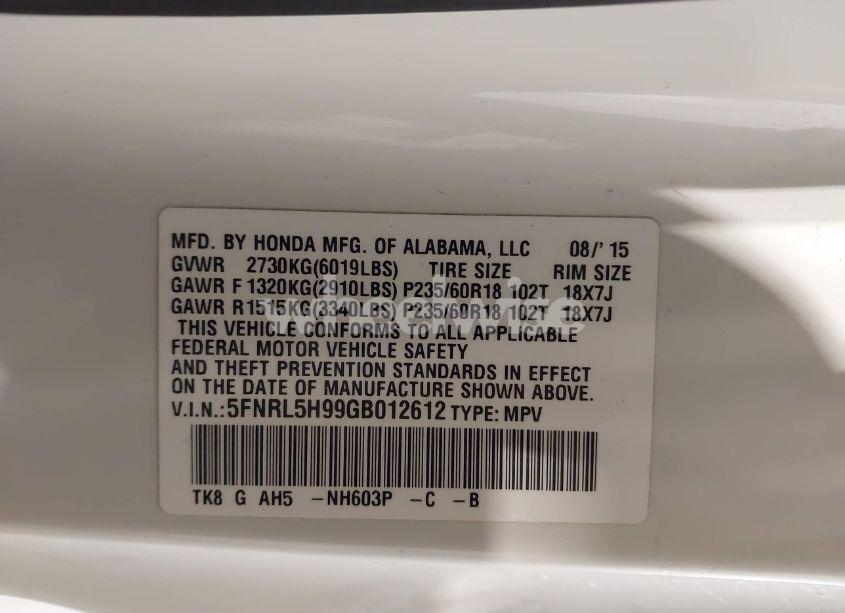 MFD. BY HONDA MFG. OF ALABAMA, LLC 08/' 15
GVWR 2730KG(6019LBS) TIRE SIZE RIM SIZE
GAWR F 1320KG(2910LBS) P235/60R18 102T 18X7J
GAWR R1515KG(3340LBS) P235/60R18 102T 18X7J
THIS VEHICLE CONFORMS TO ALL APPLICABLE
FEDERAL MOTOR VEHICLE SAFETY
AND THEFT PREVENTION STANDARDS IN EFFECT
ON THE DATE OF MANUFACTURE SHOWN ABOVE.
V.I.N.:5FNRL5H99GB012612 TYPE: MPV
TK8 G AH5 -NH603P -C -B